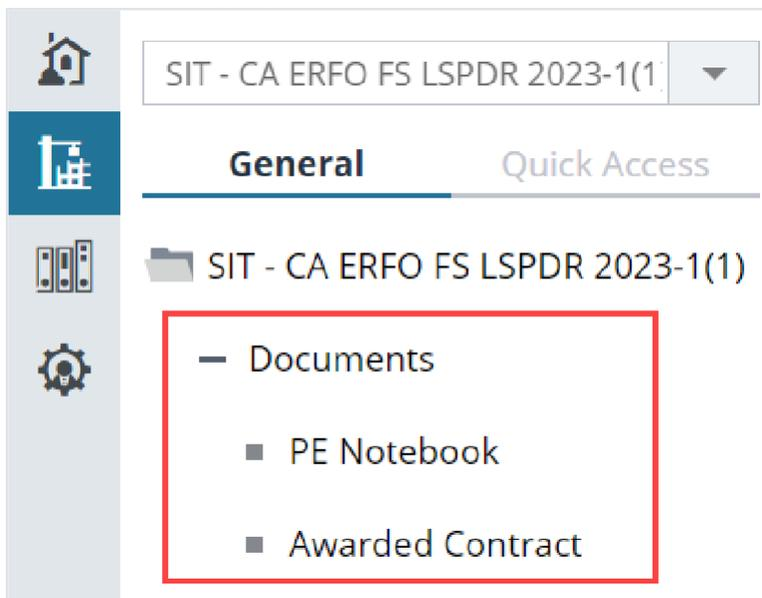 SIT - CA ERFO FS LSPDR 2023-1(1
General Quick Access
SIT - CA ERFO FS LSPDR 2023-1(1)
Documents
PE Notebook
Awarded Contract